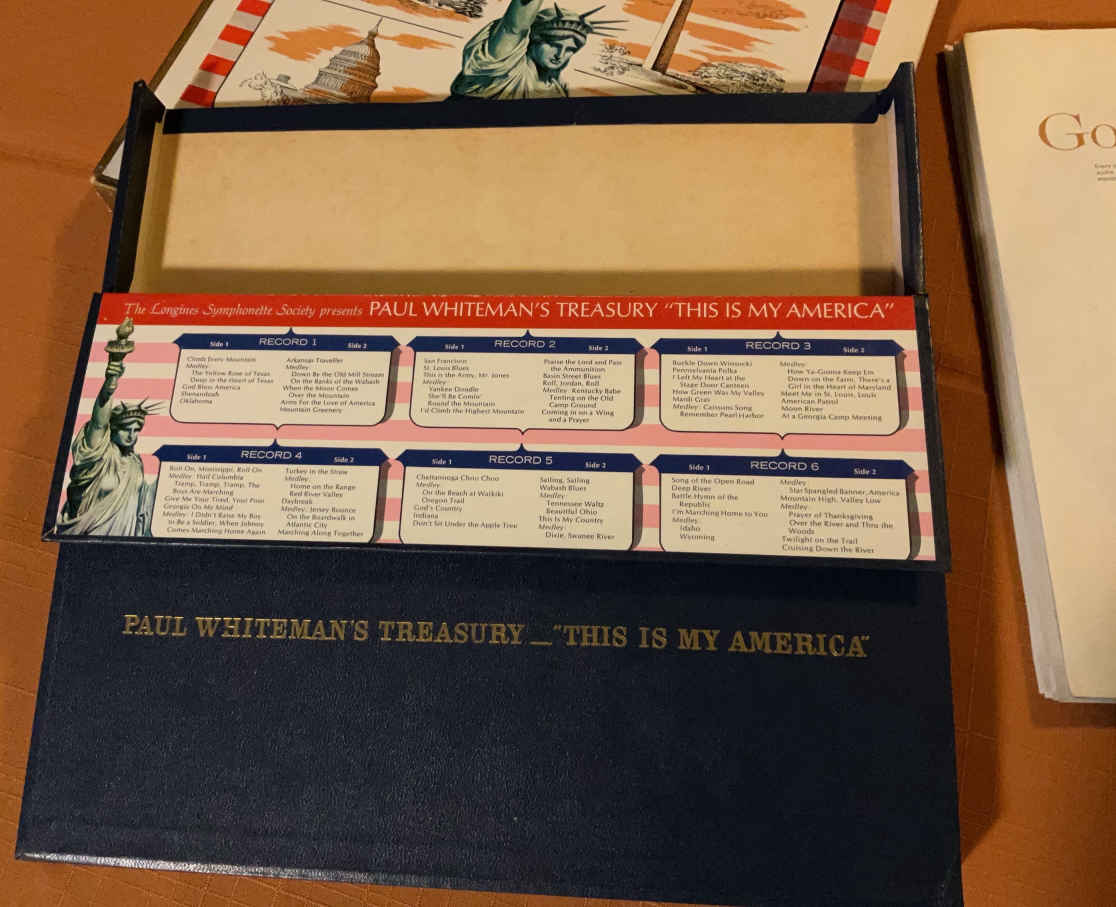 The Longines Symphonette Society presents PAUL WHITEMAN'S TREASURY "THIS IS MY AMERICA"
RECORD 1
Side 1
Climb Every Mountain
Medley:
The Yellow Rose of Texas
Deep in the Heart of Texas
God Bless America
Shenandoah
Oklahoma
Side 2
Arkansas Traveller
Medley:
Down By the Old Mill Stream
On the Banks of the Wabash
When the Moon Comes
Over the Mountain
Arms For the Love of America
Mountain Greenery
RECORD 2
Side 1
San Francisco
St. Louis Blues
This is the Army, Mr. Jones
Medley:
Yankee Doodle
She'll Be Comin'
Round the Mountain
I'd Climb the Highest Mountain
Side 2
Praise the Lord and Pass
the Ammunition
Basin Street Blues
Roll, Jordan, Roll
Medley: Kentucky Babe
Tenting on the Old
Camp Ground
Coming in on a Wing
and a Prayer
RECORD 3
Side 1
Buckle Down Winsocki
Pennsylvania Polka
I Left My Heart at the
Stage Door Canteen
How Green Was My Valley
Mardi Gras
Medley: Caissons Song
Remember Pearl Harbor
Side 2
Medley:
How Ya-Gonna Keep Em
Down on the Farm, There's a
Girl in the Heart of Maryland
Meet Me in St. Louis, Louis
American Patrol
Moon River
At a Georgia Camp Meeting
RECORD 4
Side 1
Roll On, Mississippi, Roll On
Medley: Hail Columbia
Tramp, Tramp, Tramp, The
Boys Are Marching
Give Me Your Tired, Your Poor
Georgia On My Mind
Medley: I Didn't Raise My Boy
to Be a Soldier, When Johnny
Comes Marching Home Again
Side 2
Turkey in the Straw
Medley:
Home on the Range
Red River Valley
Daybreak
Medley: Jersey Bounce
On the Boardwalk in
Atlantic City
Marching Along Together
RECORD 5
Side 1
Chattanooga Choo Choo
Medley:
On the Beach at Waikiki
Oregon Trail
God's Country
Indiana
Don't Sit Under the Apple Tree
Side 2
Sailing, Sailing
Wabash Blues
Medley:
Tennessee Waltz
Beautiful Ohio
This Is My Country
Medley:
Dixie, Swanee River
RECORD 6
Side 1
Song of the Open Road
Deep River
Battle Hymn of the
Republic
I'm Marching Home to You
Medley:
Idaho
Wyoming
Side 2
Medley:
Star Spangled Banner, America
Mountain High, Valley Low
Medley:
Prayer of Thanksgiving
Over the River and Thru the
Woods
Twilight on the Trail
Cruising Down the River
PAUL WHITEMAN'S TREASURY—"THIS IS MY AMERICA"
Go